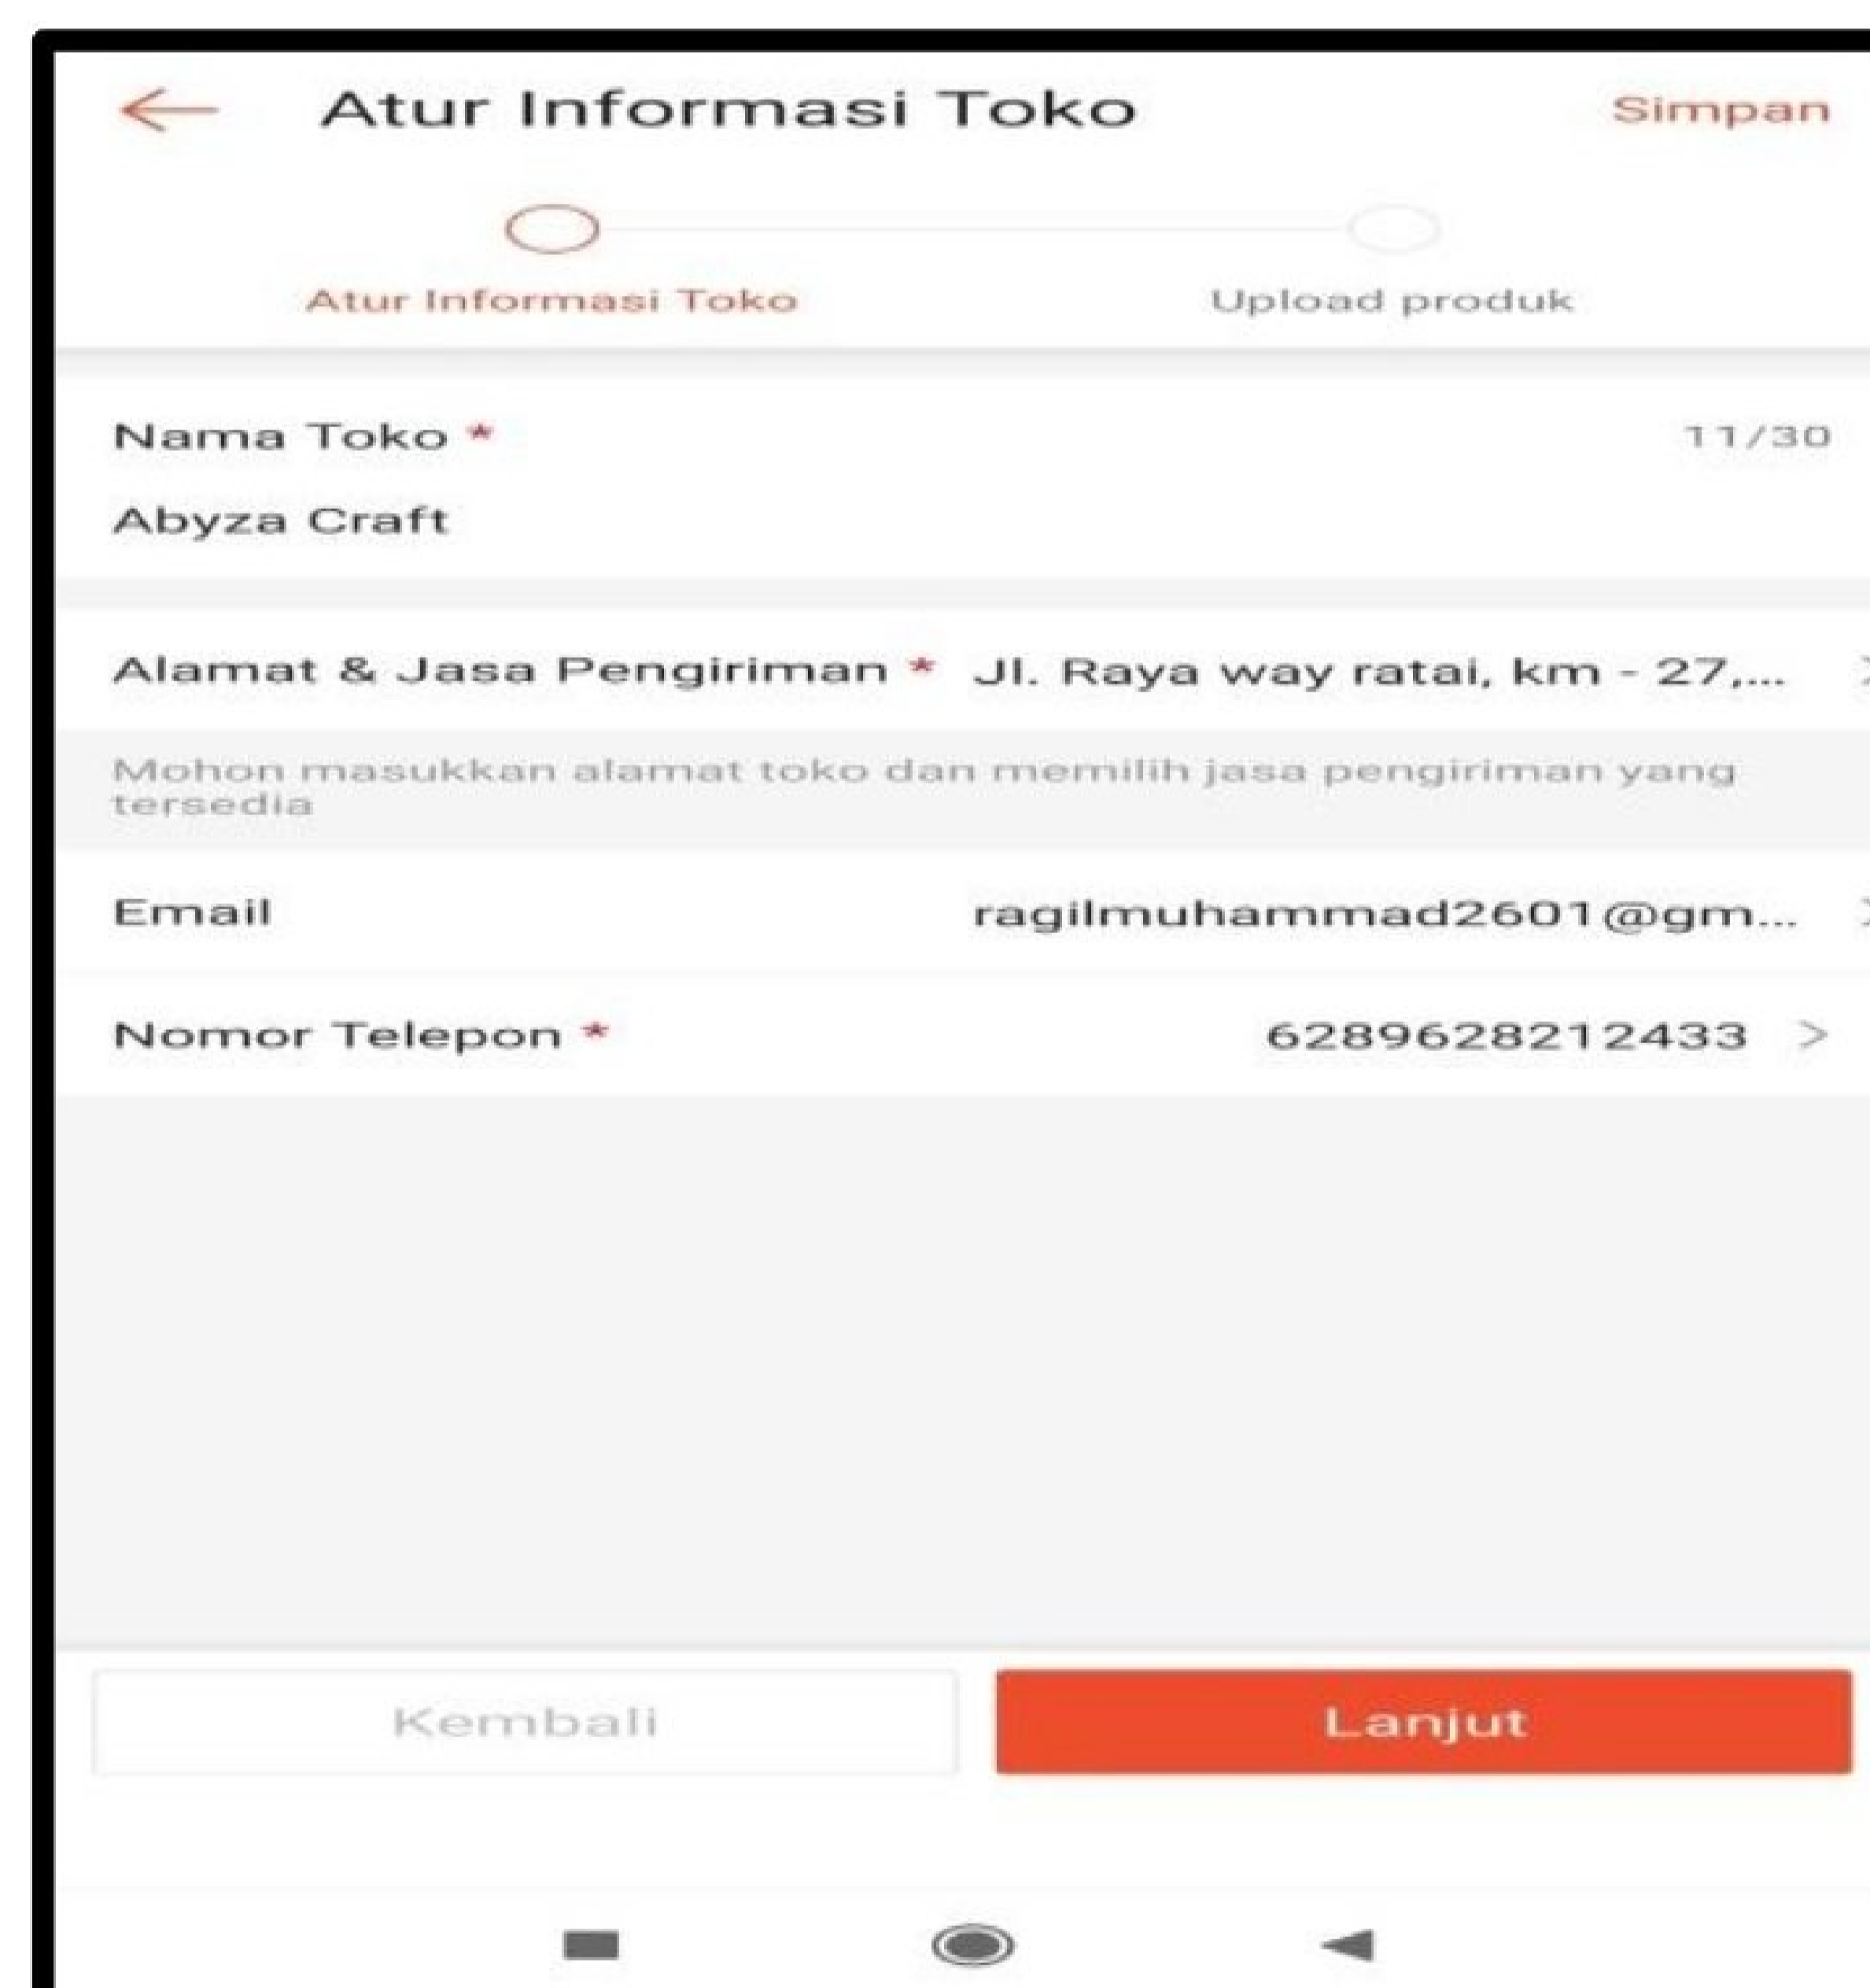 Atur Informasi Toko Simpan
Atur Informasi Toko Upload produk
Nama Toko * 11/30
Abyza Craft
Alamat & Jasa Pengiriman * Jl. Raya way ratai, km - 27,...
Mohon masukkan alamat toko dan memilih jasa pengiriman yang
tersedia
Email ragilmuhammad2601@gm...
Nomor Telepon * 6289628212433
Kembali Lanjut